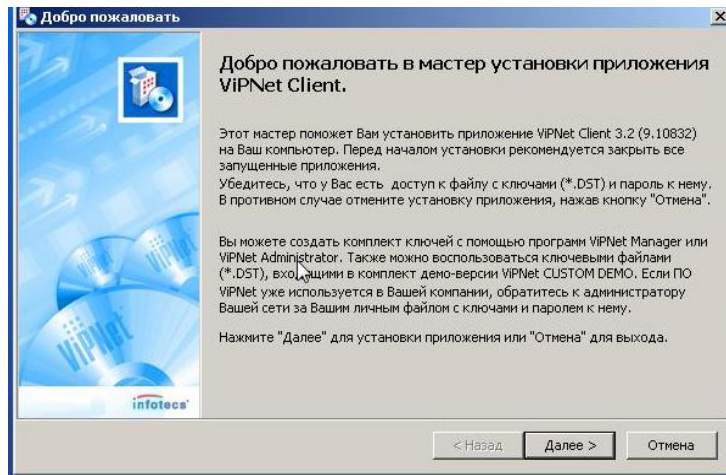 Добро пожаловать
Добро пожаловать в мастер установки приложения
ViPNet Client.
Этот мастер поможет Вам установить приложение ViPNet Client 3.2 (9.10832)
на Ваш компьютер. Перед началом установки рекомендуется закрыть все
запущенные приложения.
Убедитесь, что у Вас есть доступ к файлу с ключами (*.DST) и пароль к нему.
В противном случае отмените установку приложения, нажав кнопку "Отмена".
Вы можете создать комплект ключей с помощью программ ViPNet Manager или
ViPNet Administrator. Также можно воспользоваться ключевыми файлами
(*.DST), входящими в комплект демо-версии ViPNet CUSTOM DEMO. Если ПО
ViPNet уже используется в Вашей компании, обратитесь к администратору
Вашей сети за Вашим личным файлом с ключами и паролем к нему.
Нажмите "Далее" для установки приложения или "Отмена" для выхода.
ViPNet
ViPNet
ViPNet
infotecs
< Назад
Далее >
Отмена